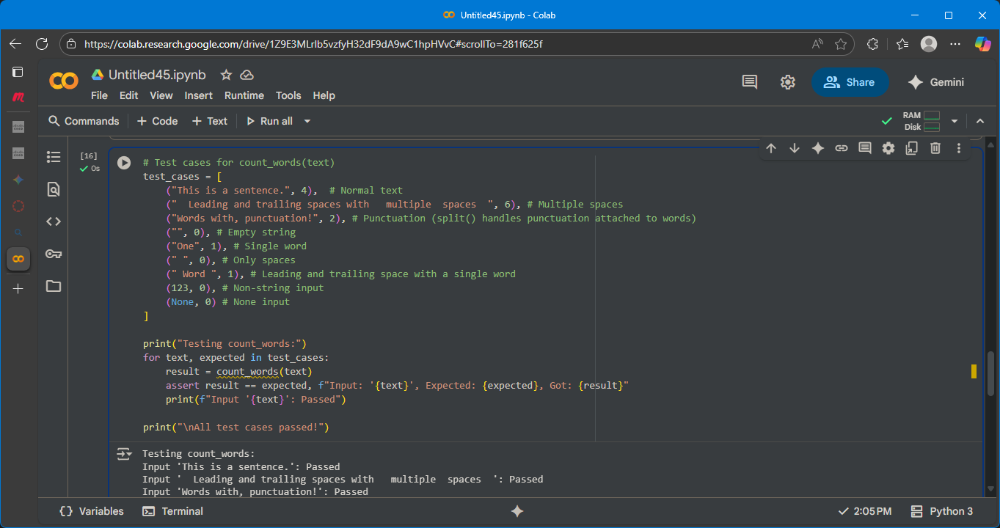 Untitled45.ipynb - Colab
https://colab.research.google.com/drive/1Z9E3MLrlb5vzfyH32dF9dA9wC1hpHVvC#scrollTo=281f625f
Untitled45.ipynb
File Edit View Insert Runtime Tools Help
Share
Gemini
Commands + Code + Text Run all
RAM
Disk
[16]
0s
# Test cases for count_words(text)
test_cases = [
    ("This is a sentence.", 4),  # Normal text
    ("  Leading and trailing spaces with   multiple  spaces  ", 6), # Multiple spaces
    ("Words with, punctuation!", 2), # Punctuation (split() handles punctuation attached to words)
    ("", 0), # Empty string
    ("One", 1), # Single word
    (" ", 0), # Only spaces
    (" Word ", 1), # Leading and trailing space with a single word
    (123, 0), # Non-string input
    (None, 0) # None input
]
print("Testing count_words:")
for text, expected in test_cases:
    result = count_words(text)
    assert result == expected, f"Input: '{text}', Expected: {expected}, Got: {result}"
    print(f"Input '{text}': Passed")
print("\nAll test cases passed!")
Testing count_words:
Input 'This is a sentence.': Passed
Input '  Leading and trailing spaces with   multiple  spaces  ': Passed
Input 'Words with, punctuation!': Passed
Variables Terminal
2:05 PM Python 3